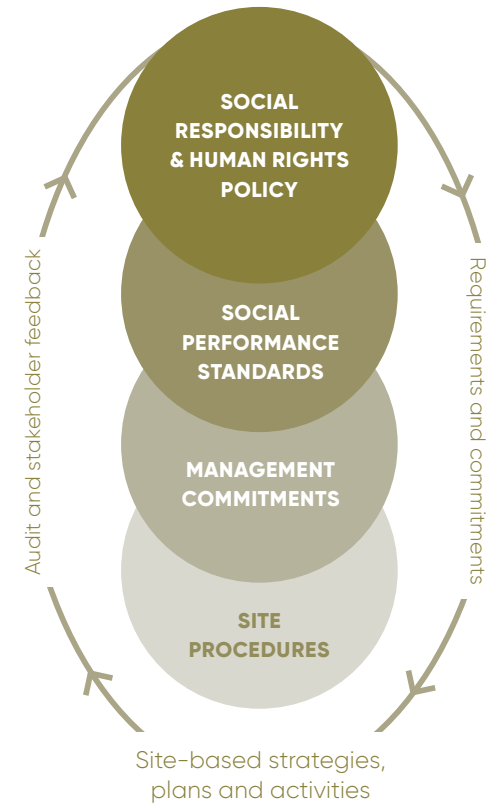 SOCIAL
RESPONSIBILITY
& HUMAN RIGHTS
POLICY
SOCIAL
PERFORMANCE
STANDARDS
MANAGEMENT
COMMITMENTS
SITE
PROCEDURES
Audit and stakeholder feedback
Requirements and commitments
Site-based strategies,
plans and activities